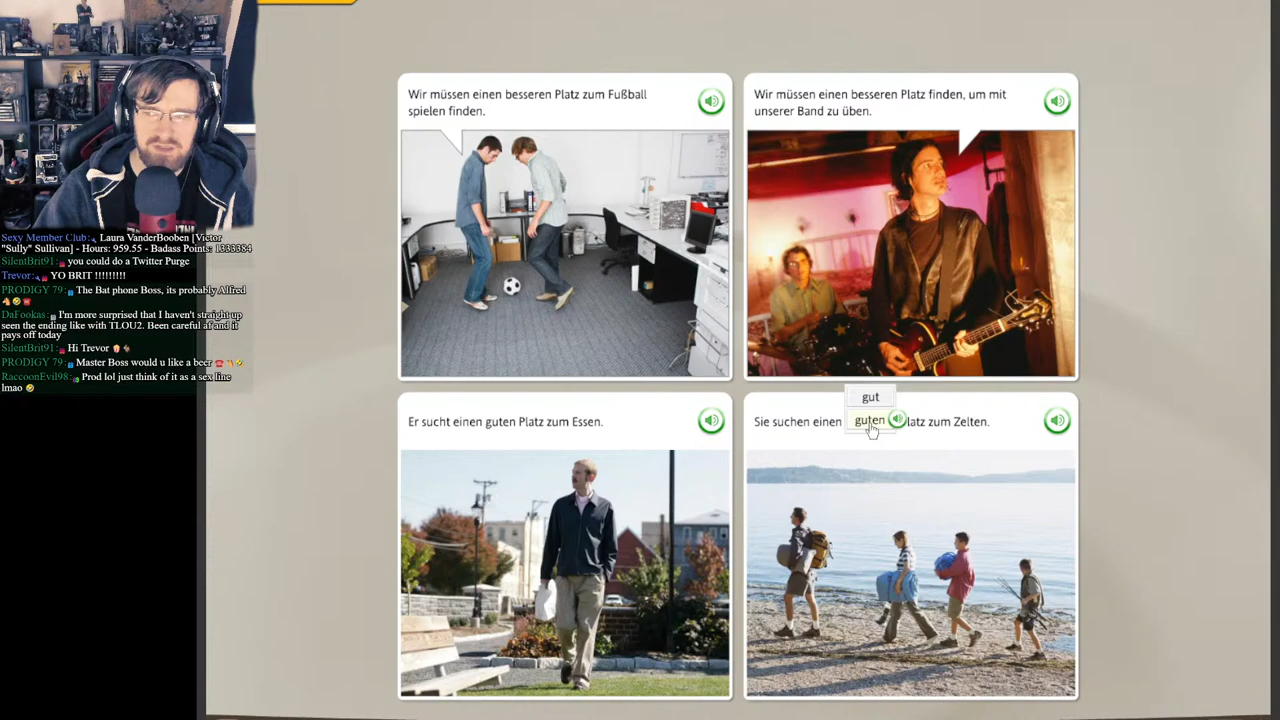 Sexy Member Club: Laura VanderBooben [Victor
"Sully" Sullivan] - Hours: 959.55 - Badass Points: 1333384
SilentBrit91: you could do a Twitter Purge
Trevor: YO BRIT !!!!!!!!!
PRODIGY 79: The Bat phone Boss, its probably Alfred
DaFookas: I'm more surprised that I haven't straight up
seen the ending like with TLOU2. Been careful af and it
pays off today
SilentBrit91: Hi Trevor
PRODIGY 79: Master Boss would u like a beer
RaccoonEvil98: Prod lol just think of it as a sex line
lmao
Wir müssen einen besseren Platz zum Fußball
spielen finden.
Wir müssen einen besseren Platz finden, um mit
unserer Band zu üben.
Er sucht einen guten Platz zum Essen.
gut
guten
Sie suchen einen latz zum Zelten.